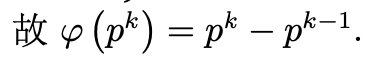 故 φ(p^k) = p^k − p^{k−1}.